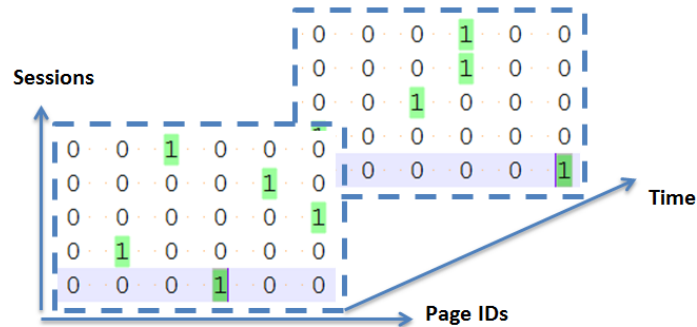 0 0 0 1 0 0
0 0 0 1 0 0
Sessions
0 0 1 0 0 0
0 0 0 0 0
0 0 1 0 0 0
0 0 0 0 1
0 0 0 0 1 0
Time
0 0 0 0 0 1
0 1 0 0 0 0
0 0 0 1 0 0
Page IDs